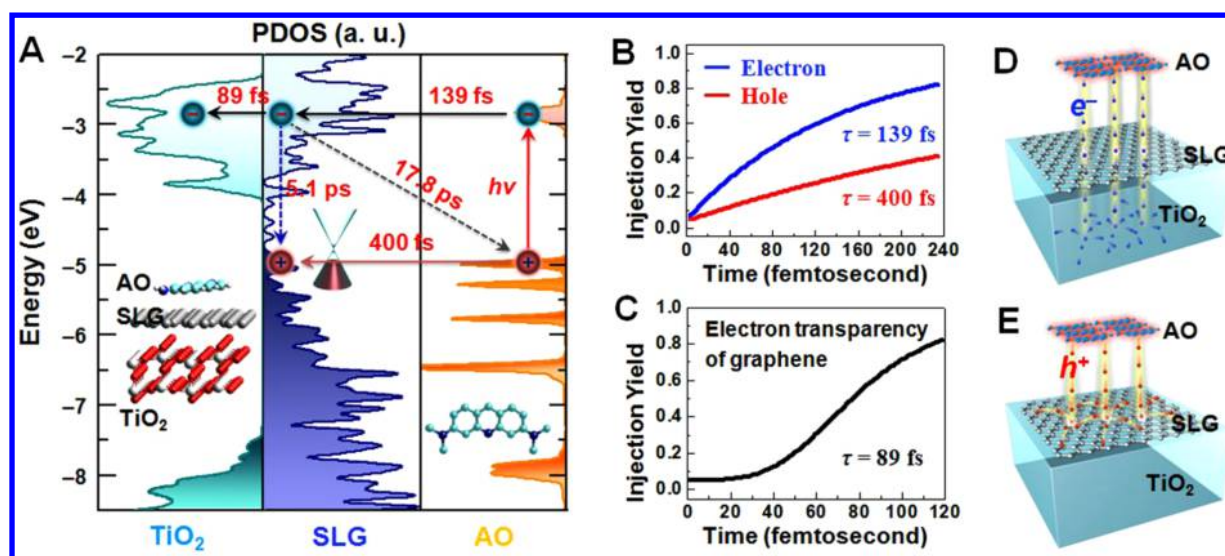 A
PDOS (a. u.)
Energy (eV)
–2
–3
–4
–5
–6
–7
–8
89 fs
139 fs
5.1 ps
17.8 ps
hν
400 fs
AO
SLG
TiO₂
TiO₂
SLG
AO
B
Injection Yield
1.0
0.8
0.6
0.4
0.2
0.0
Electron
Hole
τ = 139 fs
τ = 400 fs
0 40 80 120 160 200 240
Time (femtosecond)
C
Injection Yield
1.0
0.8
0.6
0.4
0.2
0.0
Electron transparency
of graphene
τ = 89 fs
0 20 40 60 80 100 120
Time (femtosecond)
D
AO
e⁻
SLG
TiO₂
E
AO
h⁺
SLG
TiO₂